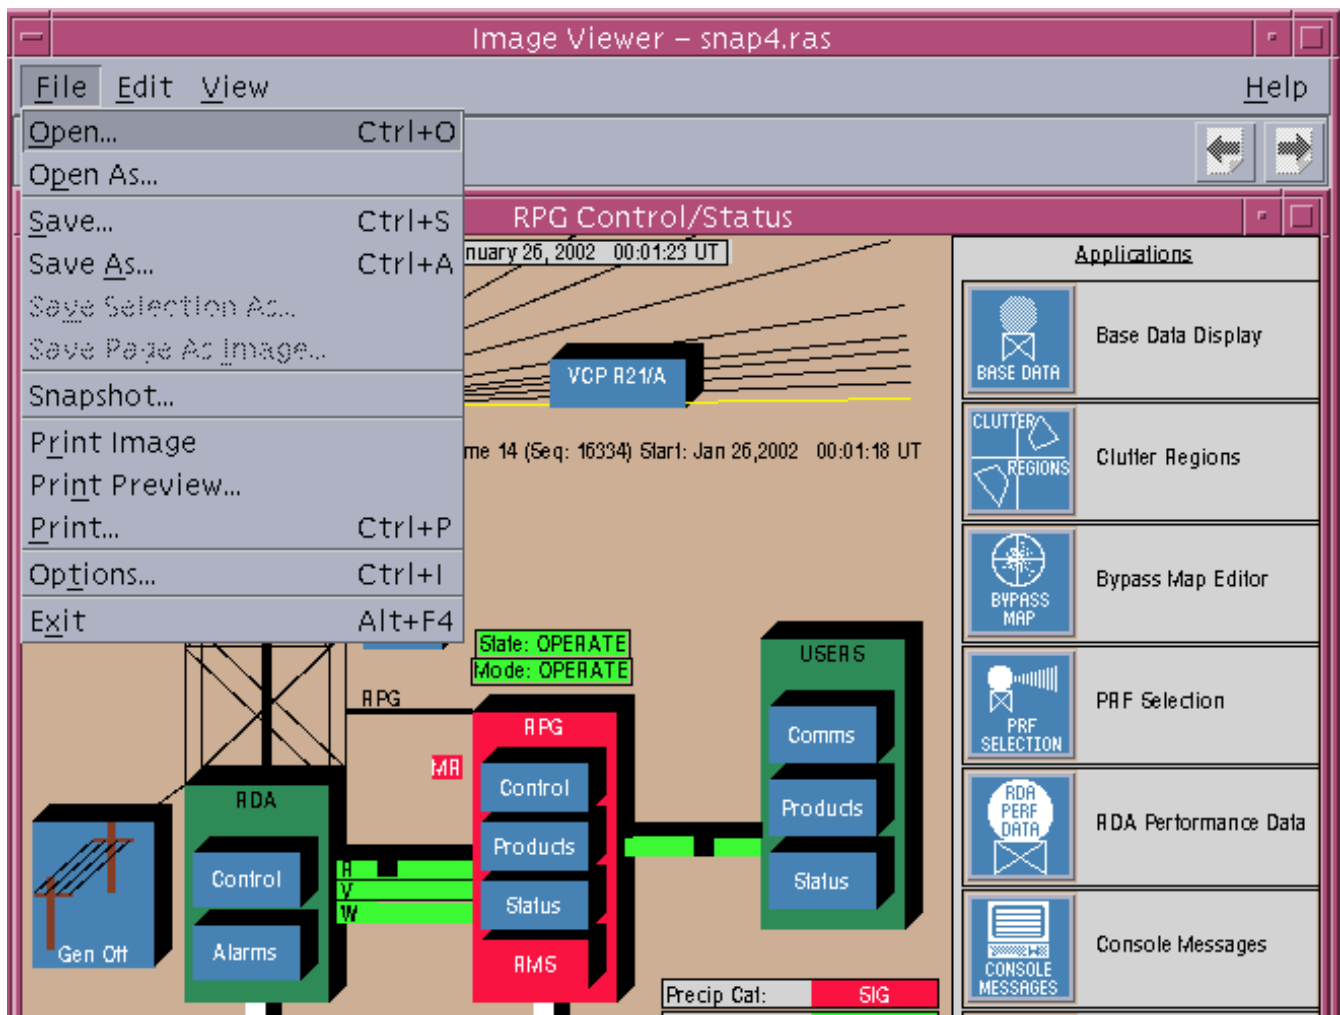 Image Viewer – snap4.ras
File Edit View Help
Open... Ctrl+O
Open As...
Save... Ctrl+S
Save As... Ctrl+A
Save Selection As...
Save Page As Image...
Snapshot...
Print Image
Print Preview...
Print... Ctrl+P
Options... Ctrl+I
Exit Alt+F4
RPG Control/Status
nuary 26, 2002 00:01:23 UT
VCP R21/A
me 14 (Seq: 16334) Start: Jan 26,2002 00:01:18 UT
State: OPERATE
Mode: OPERATE
RPG
MR
RDA
Control
Alarms
Gen Off
R
V
W
RPG
Control
Products
Status
RMS
USERS
Comms
Products
Status
Precip Cat: SIG
Applications
BASE DATA
Base Data Display
CLUTTER
REGIONS
Clutter Regions
BYPASS
MAP
Bypass Map Editor
PRF
SELECTION
PRF Selection
RDA
PERF
DATA
RDA Performance Data
CONSOLE
MESSAGES
Console Messages